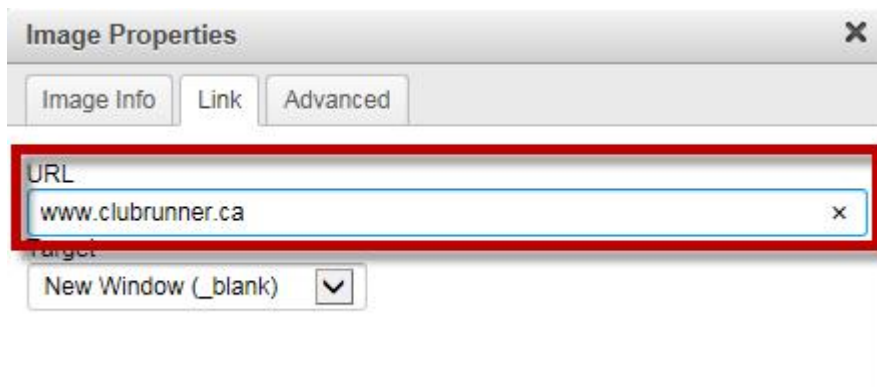 Image Properties
Image Info Link Advanced
URL
www.clubrunner.ca
Target
New Window (_blank)